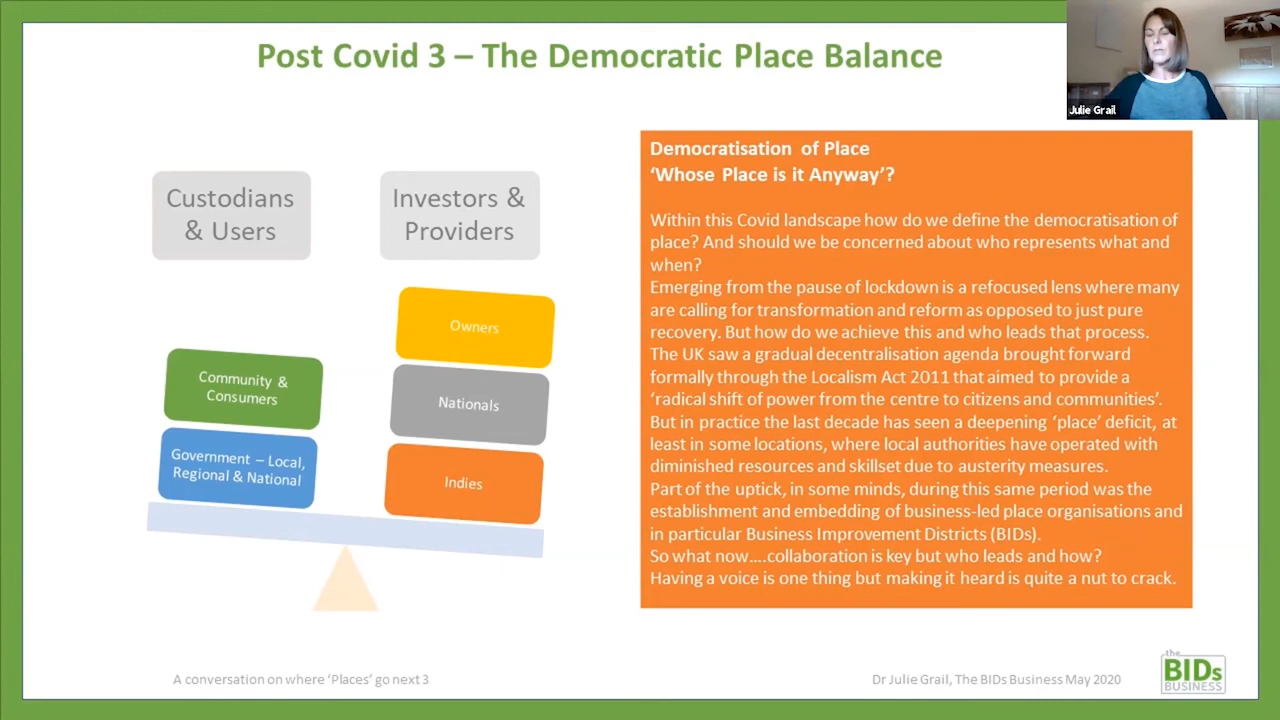 Post Covid 3 – The Democratic Place Balance
Julie Grail
Custodians
& Users
Investors &
Providers
Owners
Community &
Consumers
Nationals
Government – Local,
Regional & National
Indies
Democratisation of Place
‘Whose Place is it Anyway’?
Within this Covid landscape how do we define the democratisation of
place? And should we be concerned about who represents what and
when?
Emerging from the pause of lockdown is a refocused lens where many
are calling for transformation and reform as opposed to just pure
recovery. But how do we achieve this and who leads that process.
The UK saw a gradual decentralisation agenda brought forward
formally through the Localism Act 2011 that aimed to provide a
‘radical shift of power from the centre to citizens and communities’.
But in practice the last decade has seen a deepening ‘place’ deficit, at
least in some locations, where local authorities have operated with
diminished resources and skillset due to austerity measures.
Part of the uptick, in some minds, during this same period was the
establishment and embedding of business-led place organisations and
in particular Business Improvement Districts (BIDs).
So what now....collaboration is key but who leads and how?
Having a voice is one thing but making it heard is quite a nut to crack.
A conversation on where ‘Places’ go next 3
Dr Julie Grail, The BIDs Business May 2020
the
BIDs
BUSINESS